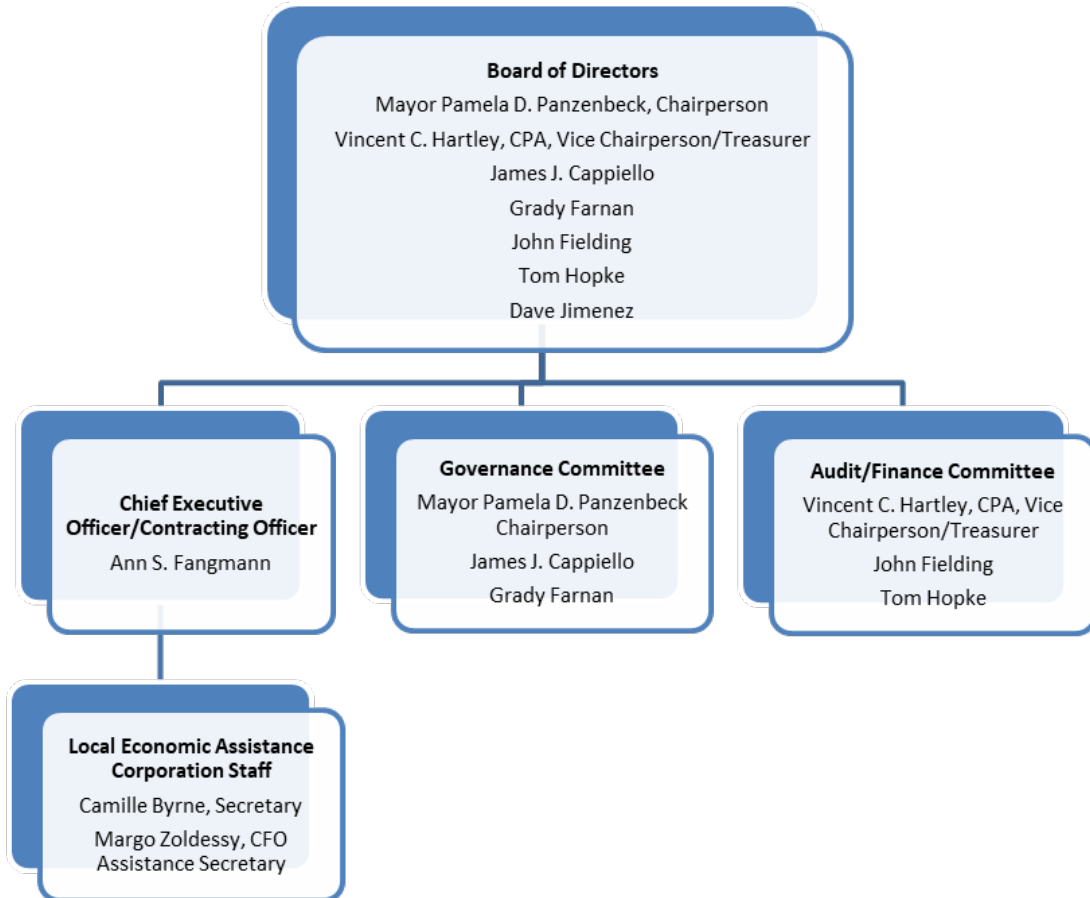 Board of Directors
Mayor Pamela D. Panzenbeck, Chairperson
Vincent C. Hartley, CPA, Vice Chairperson/Treasurer
James J. Cappiello
Grady Farnan
John Fielding
Tom Hopke
Dave Jimenez
Chief Executive
Officer/Contracting Officer
Ann S. Fangmann
Governance Committee
Mayor Pamela D. Panzenbeck
Chairperson
James J. Cappiello
Grady Farnan
Audit/Finance Committee
Vincent C. Hartley, CPA, Vice
Chairperson/Treasurer
John Fielding
Tom Hopke
Local Economic Assistance
Corporation Staff
Camille Byrne, Secretary
Margo Zoldessy, CFO
Assistance Secretary